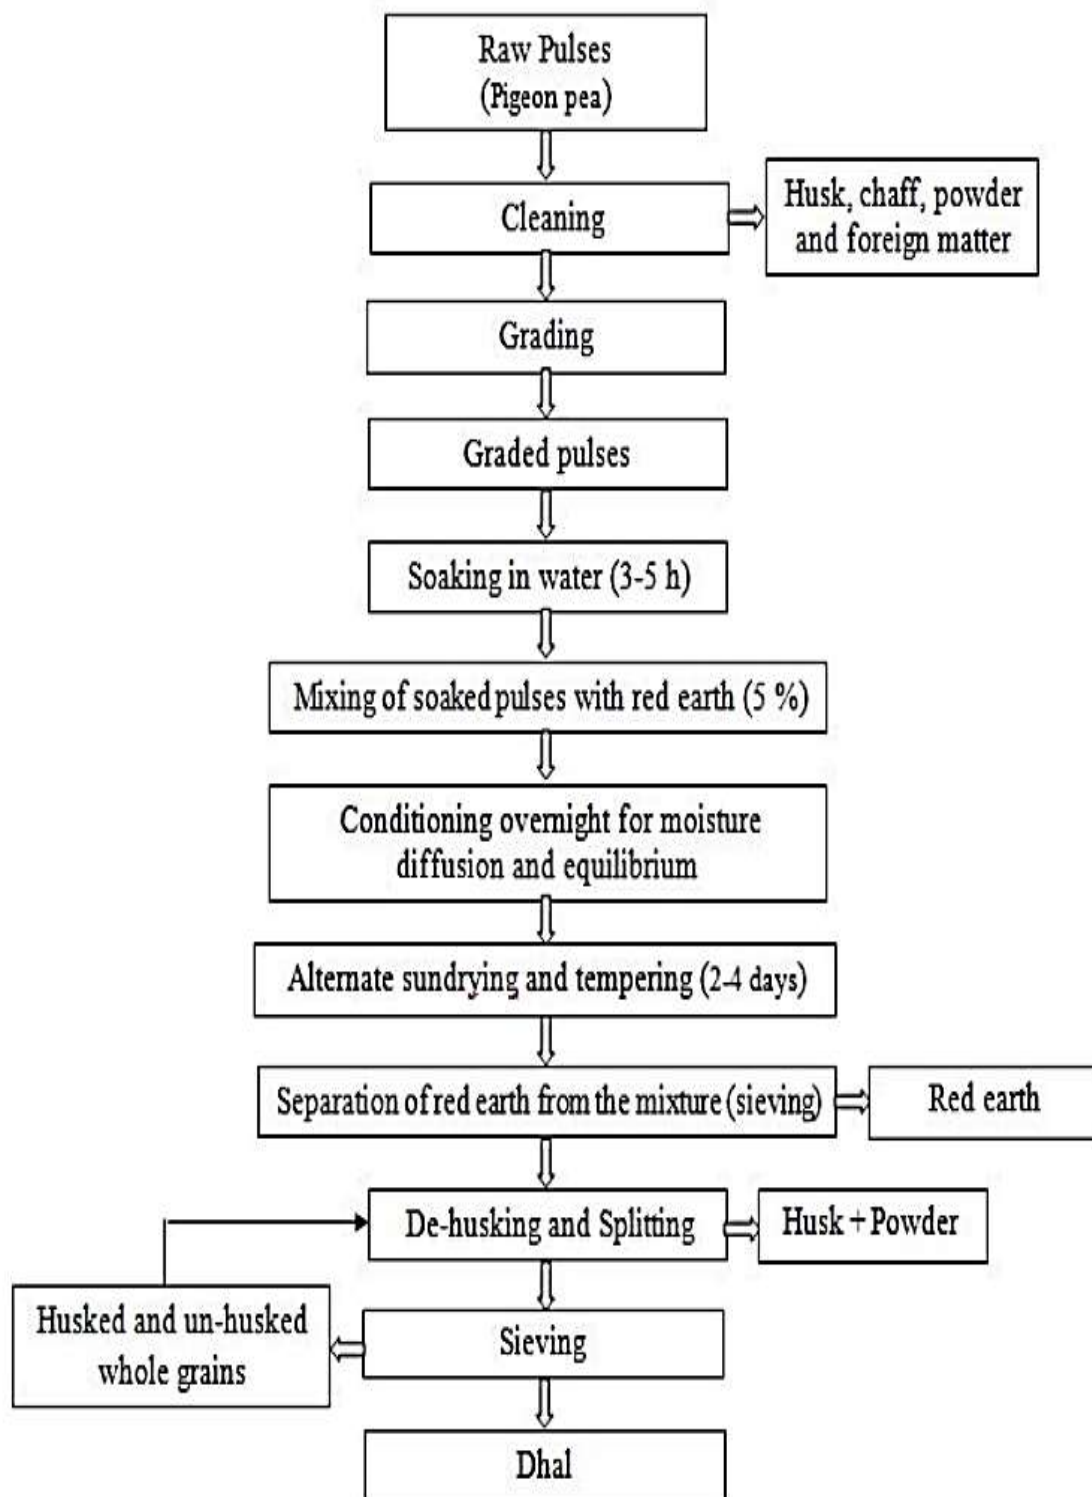 Raw Pulses
(Pigeon pea)
Cleaning
Husk, chaff, powder
and foreign matter
Grading
Graded pulses
Soaking in water (3-5 h)
Mixing of soaked pulses with red earth (5 %)
Conditioning overnight for moisture
diffusion and equilibrium
Alternate sundrying and tempering (2-4 days)
Separation of red earth from the mixture (sieving)
Red earth
De-husking and Splitting
Husk + Powder
Husked and un-husked
whole grains
Sieving
Dhal